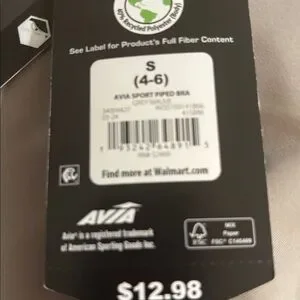 40% Recycled Polyester (Body)
See Label for Product's Full Fiber Content
S
(4-6)
AVIA SPORT PIPED BRA
Find more at Walmart.com
AVIA
Avia® is a registered trademark
of American Sporting Goods Inc.
FSC
MIX
Paper
$12.98